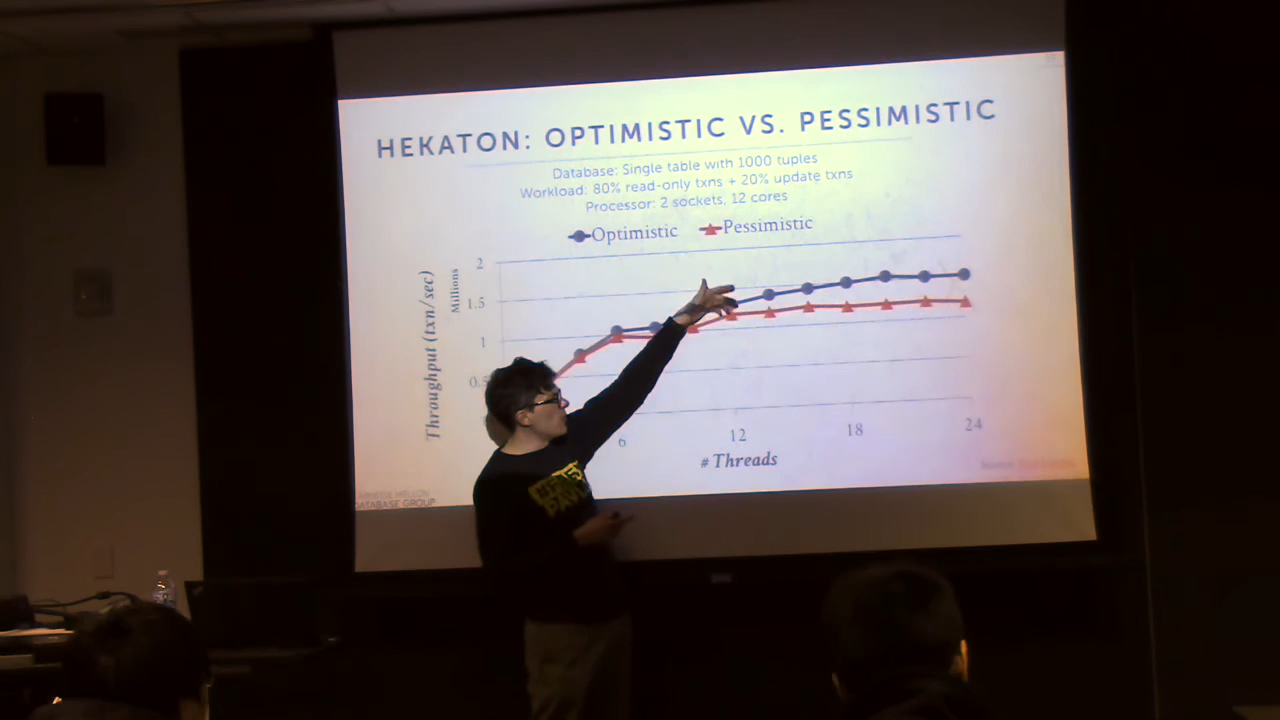 HEKATON: OPTIMISTIC VS. PESSIMISTIC
Database: Single table with 1000 tuples
Workload: 80% read-only txns + 20% update txns
Processor: 2 sockets, 12 cores
Optimistic Pessimistic
Throughput (txn/sec)
Millions
2
1.5
1
0.5
6 12 18 24
# Threads
CARNEGIE MELLON
DATABASE GROUP